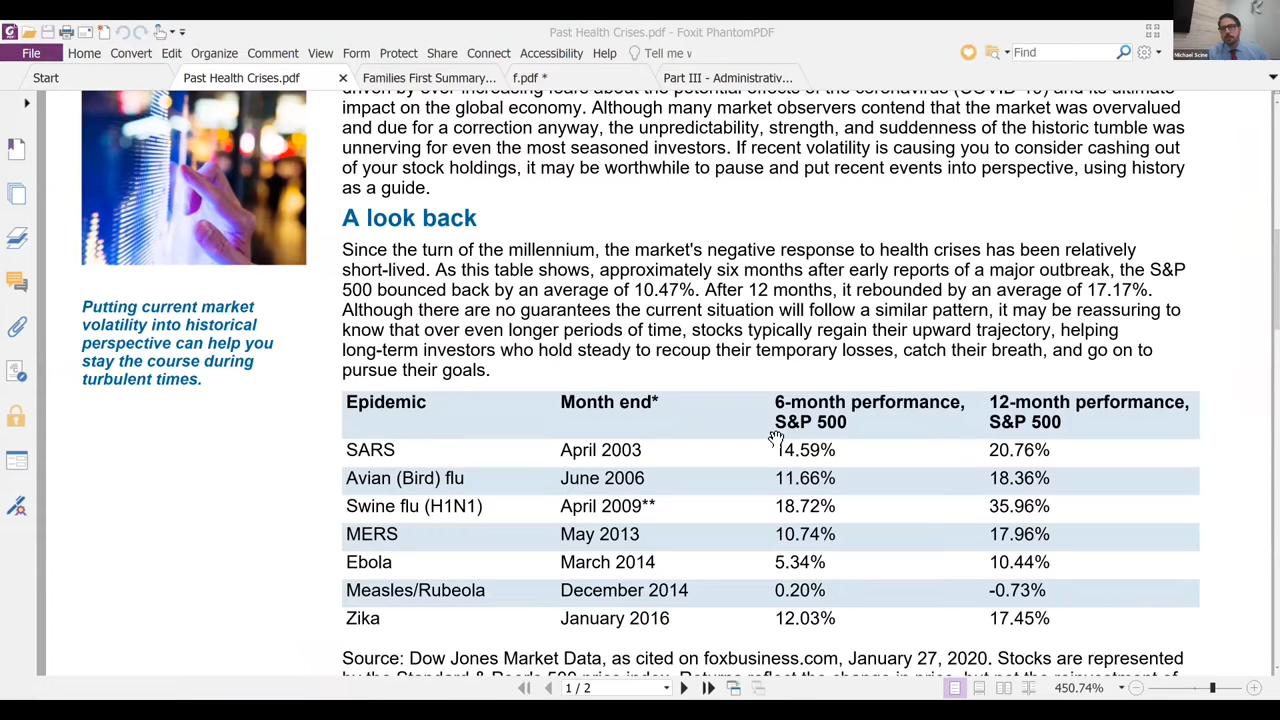 Past Health Crises.pdf - Foxit PhantomPDF
File Home Convert Edit Organize Comment View Form Protect Share Connect Accessibility Help Tell me Find
Michael Scine
Start Past Health Crises.pdf Families First Summary... f.pdf * Part III - Administrativ...
impact on the global economy. Although many market observers contend that the market was overvalued
and due for a correction anyway, the unpredictability, strength, and suddenness of the historic tumble was
unnerving for even the most seasoned investors. If recent volatility is causing you to consider cashing out
of your stock holdings, it may be worthwhile to pause and put recent events into perspective, using history
as a guide.
A look back
Since the turn of the millennium, the market's negative response to health crises has been relatively
short-lived. As this table shows, approximately six months after early reports of a major outbreak, the S&P
500 bounced back by an average of 10.47%. After 12 months, it rebounded by an average of 17.17%.
Although there are no guarantees the current situation will follow a similar pattern, it may be reassuring to
know that over even longer periods of time, stocks typically regain their upward trajectory, helping
long-term investors who hold steady to recoup their temporary losses, catch their breath, and go on to
pursue their goals.
Putting current market
volatility into historical
perspective can help you
stay the course during
turbulent times.
Epidemic Month end* 6-month performance, 12-month performance,
S&P 500 S&P 500
SARS April 2003 14.59% 20.76%
Avian (Bird) flu June 2006 11.66% 18.36%
Swine flu (H1N1) April 2009** 18.72% 35.96%
MERS May 2013 10.74% 17.96%
Ebola March 2014 5.34% 10.44%
Measles/Rubeola December 2014 0.20% -0.73%
Zika January 2016 12.03% 17.45%
Source: Dow Jones Market Data, as cited on foxbusiness.com, January 27, 2020. Stocks are represented
1 / 2 450.74%